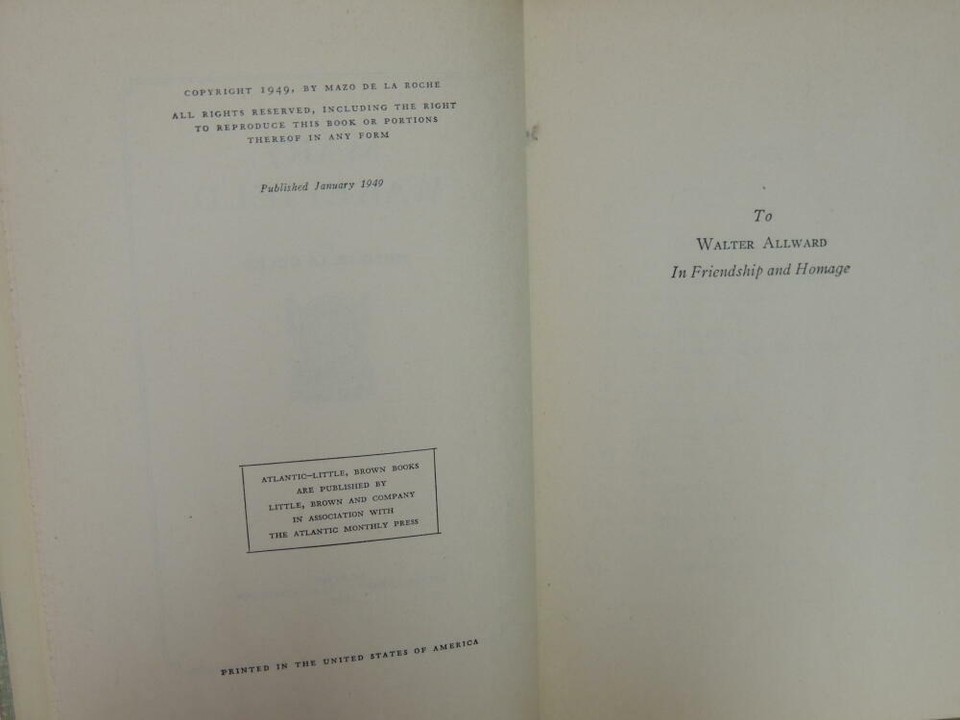 COPYRIGHT 1949, BY MAZO DE LA ROCHE
ALL RIGHTS RESERVED, INCLUDING THE RIGHT
TO REPRODUCE THIS BOOK OR PORTIONS
THEREOF IN ANY FORM
Published January 1949
ATLANTIC–LITTLE, BROWN BOOKS
ARE PUBLISHED BY
LITTLE, BROWN AND COMPANY
IN ASSOCIATION WITH
THE ATLANTIC MONTHLY PRESS
PRINTED IN THE UNITED STATES OF AMERICA
To
WALTER ALLWARD
In Friendship and Homage